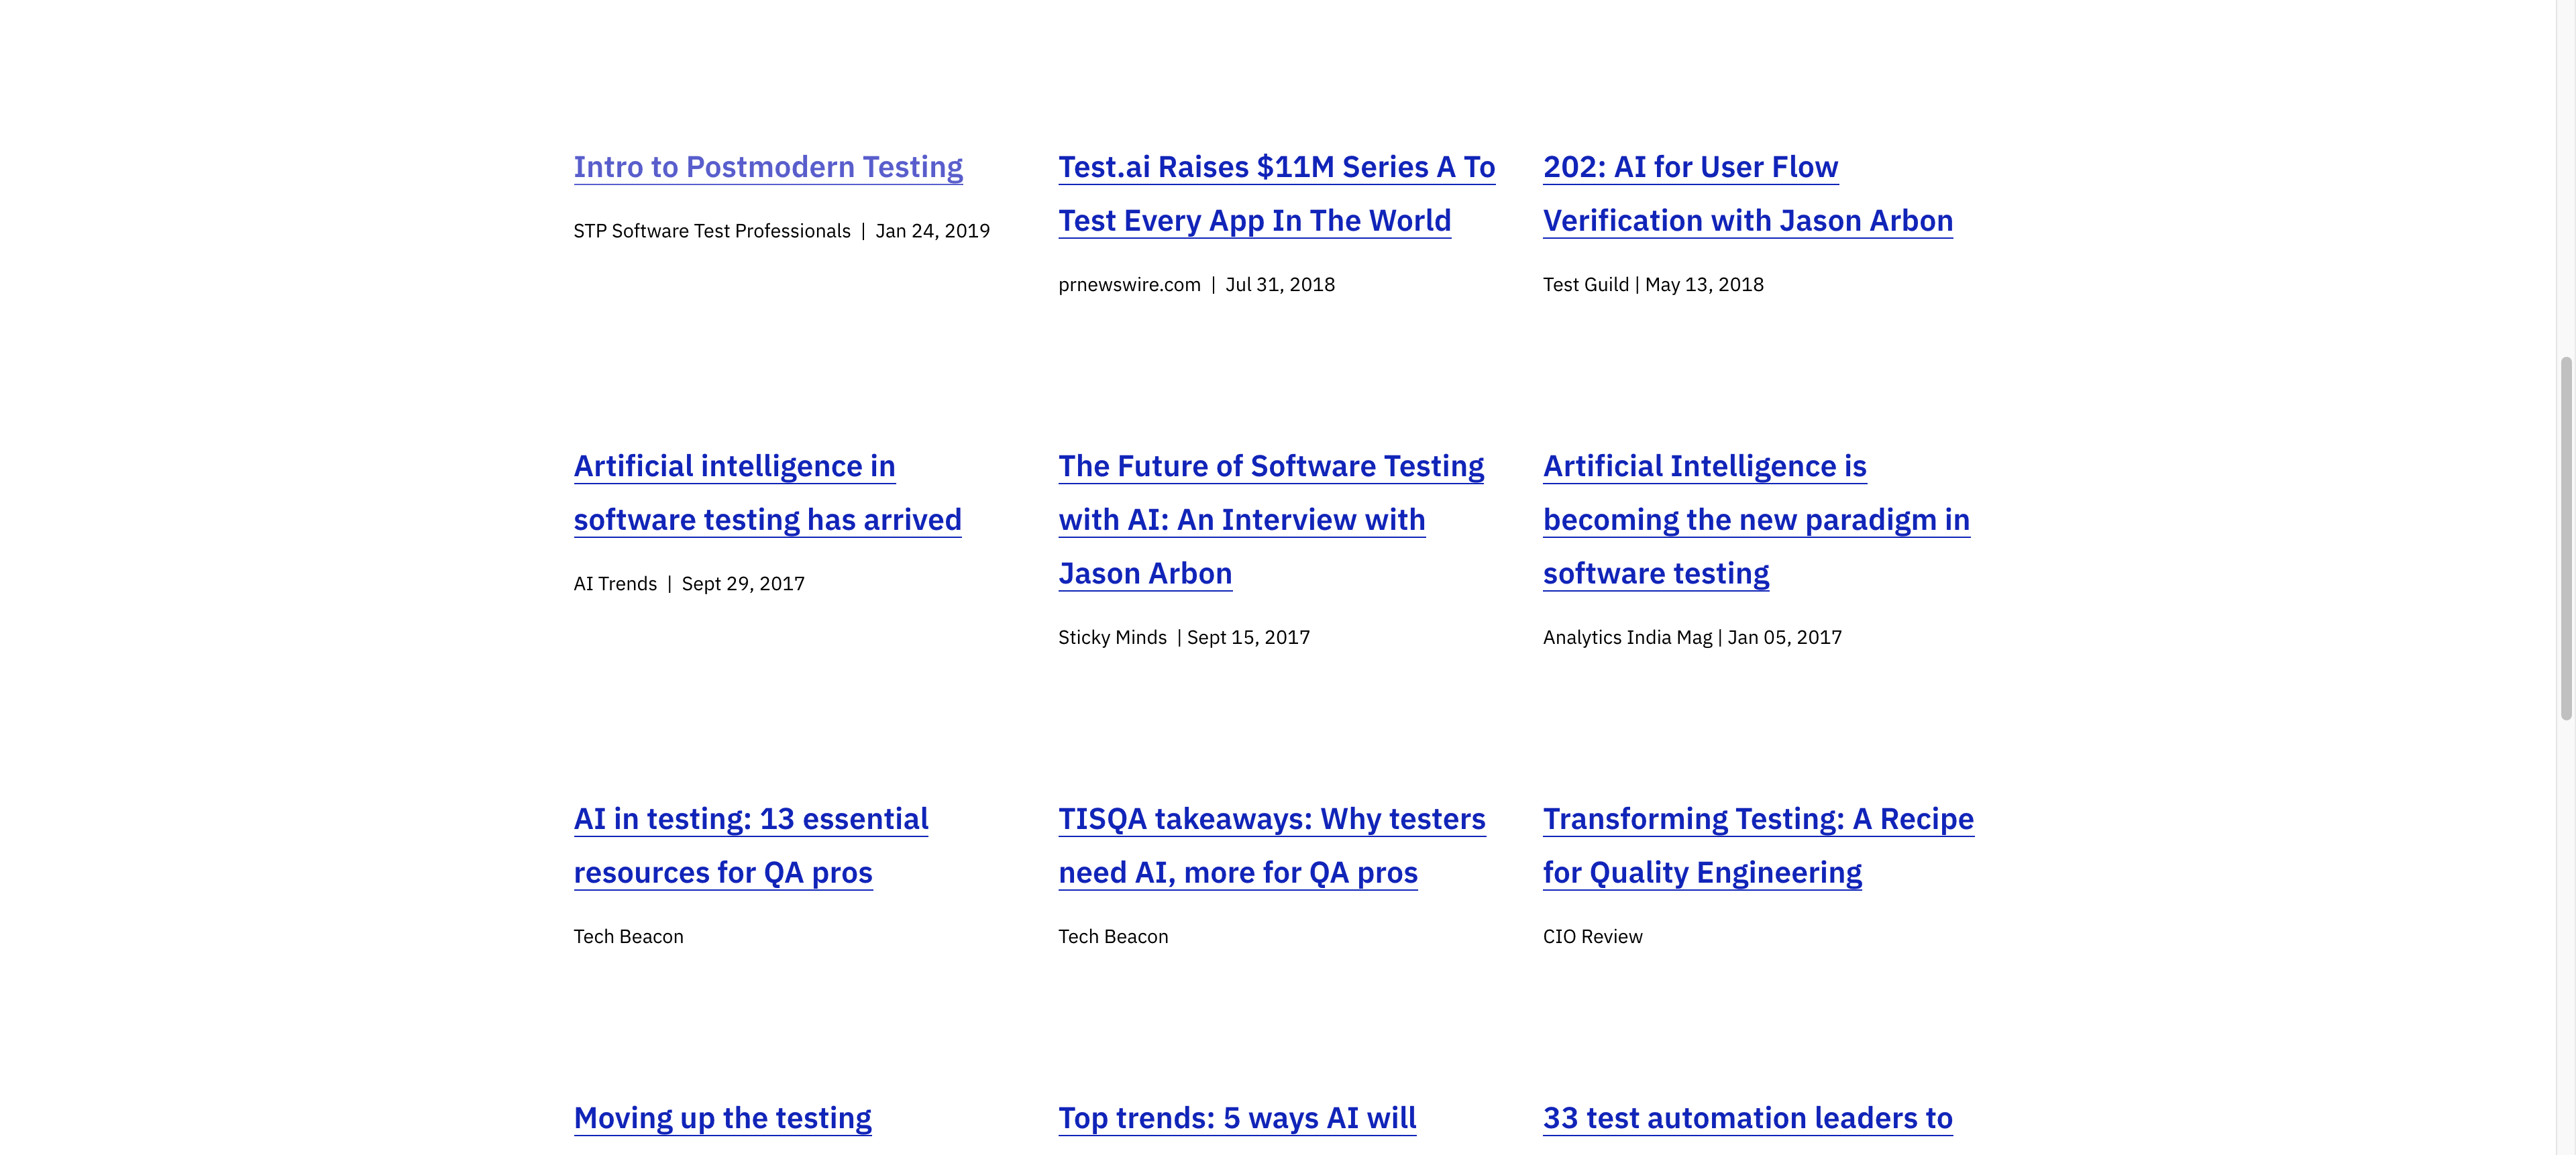 Intro to Postmodern Testing
STP Software Test Professionals | Jan 24, 2019
Test.ai Raises $11M Series A To
Test Every App In The World
prnewswire.com | Jul 31, 2018
202: AI for User Flow
Verification with Jason Arbon
Test Guild | May 13, 2018
Artificial intelligence in
software testing has arrived
AI Trends | Sept 29, 2017
The Future of Software Testing
with AI: An Interview with
Jason Arbon
Sticky Minds | Sept 15, 2017
Artificial Intelligence is
becoming the new paradigm in
software testing
Analytics India Mag | Jan 05, 2017
AI in testing: 13 essential
resources for QA pros
Tech Beacon
TISQA takeaways: Why testers
need AI, more for QA pros
Tech Beacon
Transforming Testing: A Recipe
for Quality Engineering
CIO Review
Moving up the testing
Top trends: 5 ways AI will
33 test automation leaders to